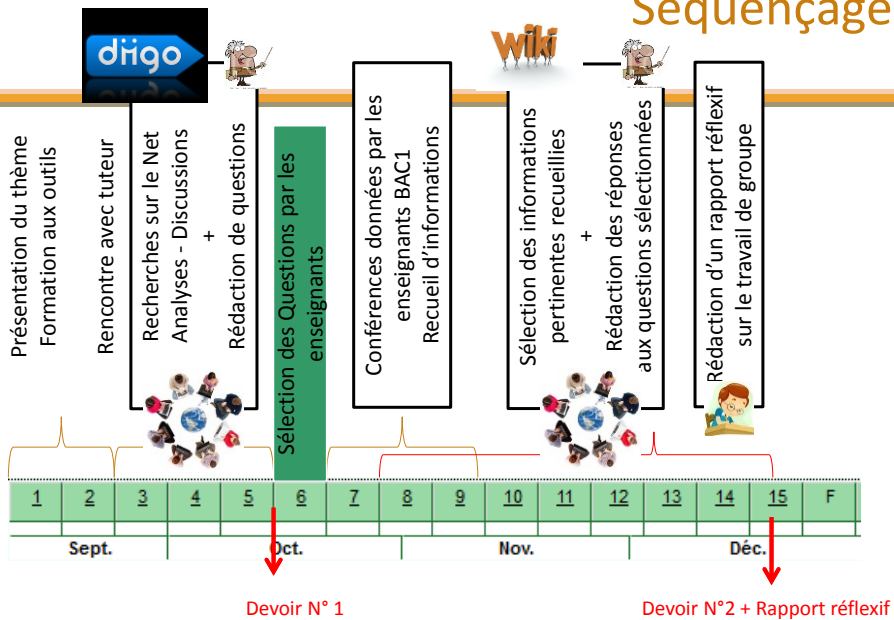 Séquençage
diigo
wiki
Présentation du thème
Formation aux outils
Rencontre avec tuteur
Recherches sur le Net
Analyses - Discussions
+
Rédaction de questions
Sélection des Questions par les
enseignants
Conférences données par les
enseignants BAC1
Recueil d’informations
Sélection des informations
pertinentes recueillies
+
Rédaction des réponses
aux questions sélectionnées
Rédaction d’un rapport réflexif
sur le travail de groupe
1 2 3 4 5 6 7 8 9 10 11 12 13 14 15 F
Sept. Oct. Nov. Déc.
Devoir N° 1
Devoir N°2 + Rapport réflexif